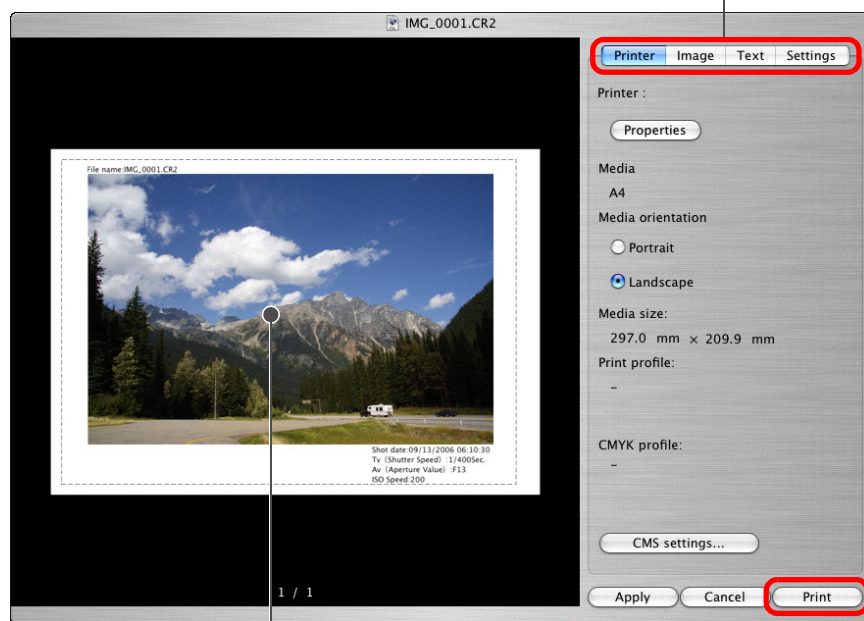 IMG_0001.CR2
Printer Image Text Settings
Printer :
Properties
Media
A4
Media orientation
Portrait
Landscape
Media size:
297.0 mm × 209.9 mm
Print profile:
–
CMYK profile:
–
CMS settings...
Apply Cancel Print
File name:IMG_0001.CR2
Shot date:09/13/2006 06:10:30
Tv (Shutter Speed) :1/400Sec.
Av (Aperture Value) :F13
ISO Speed:200
1 / 1